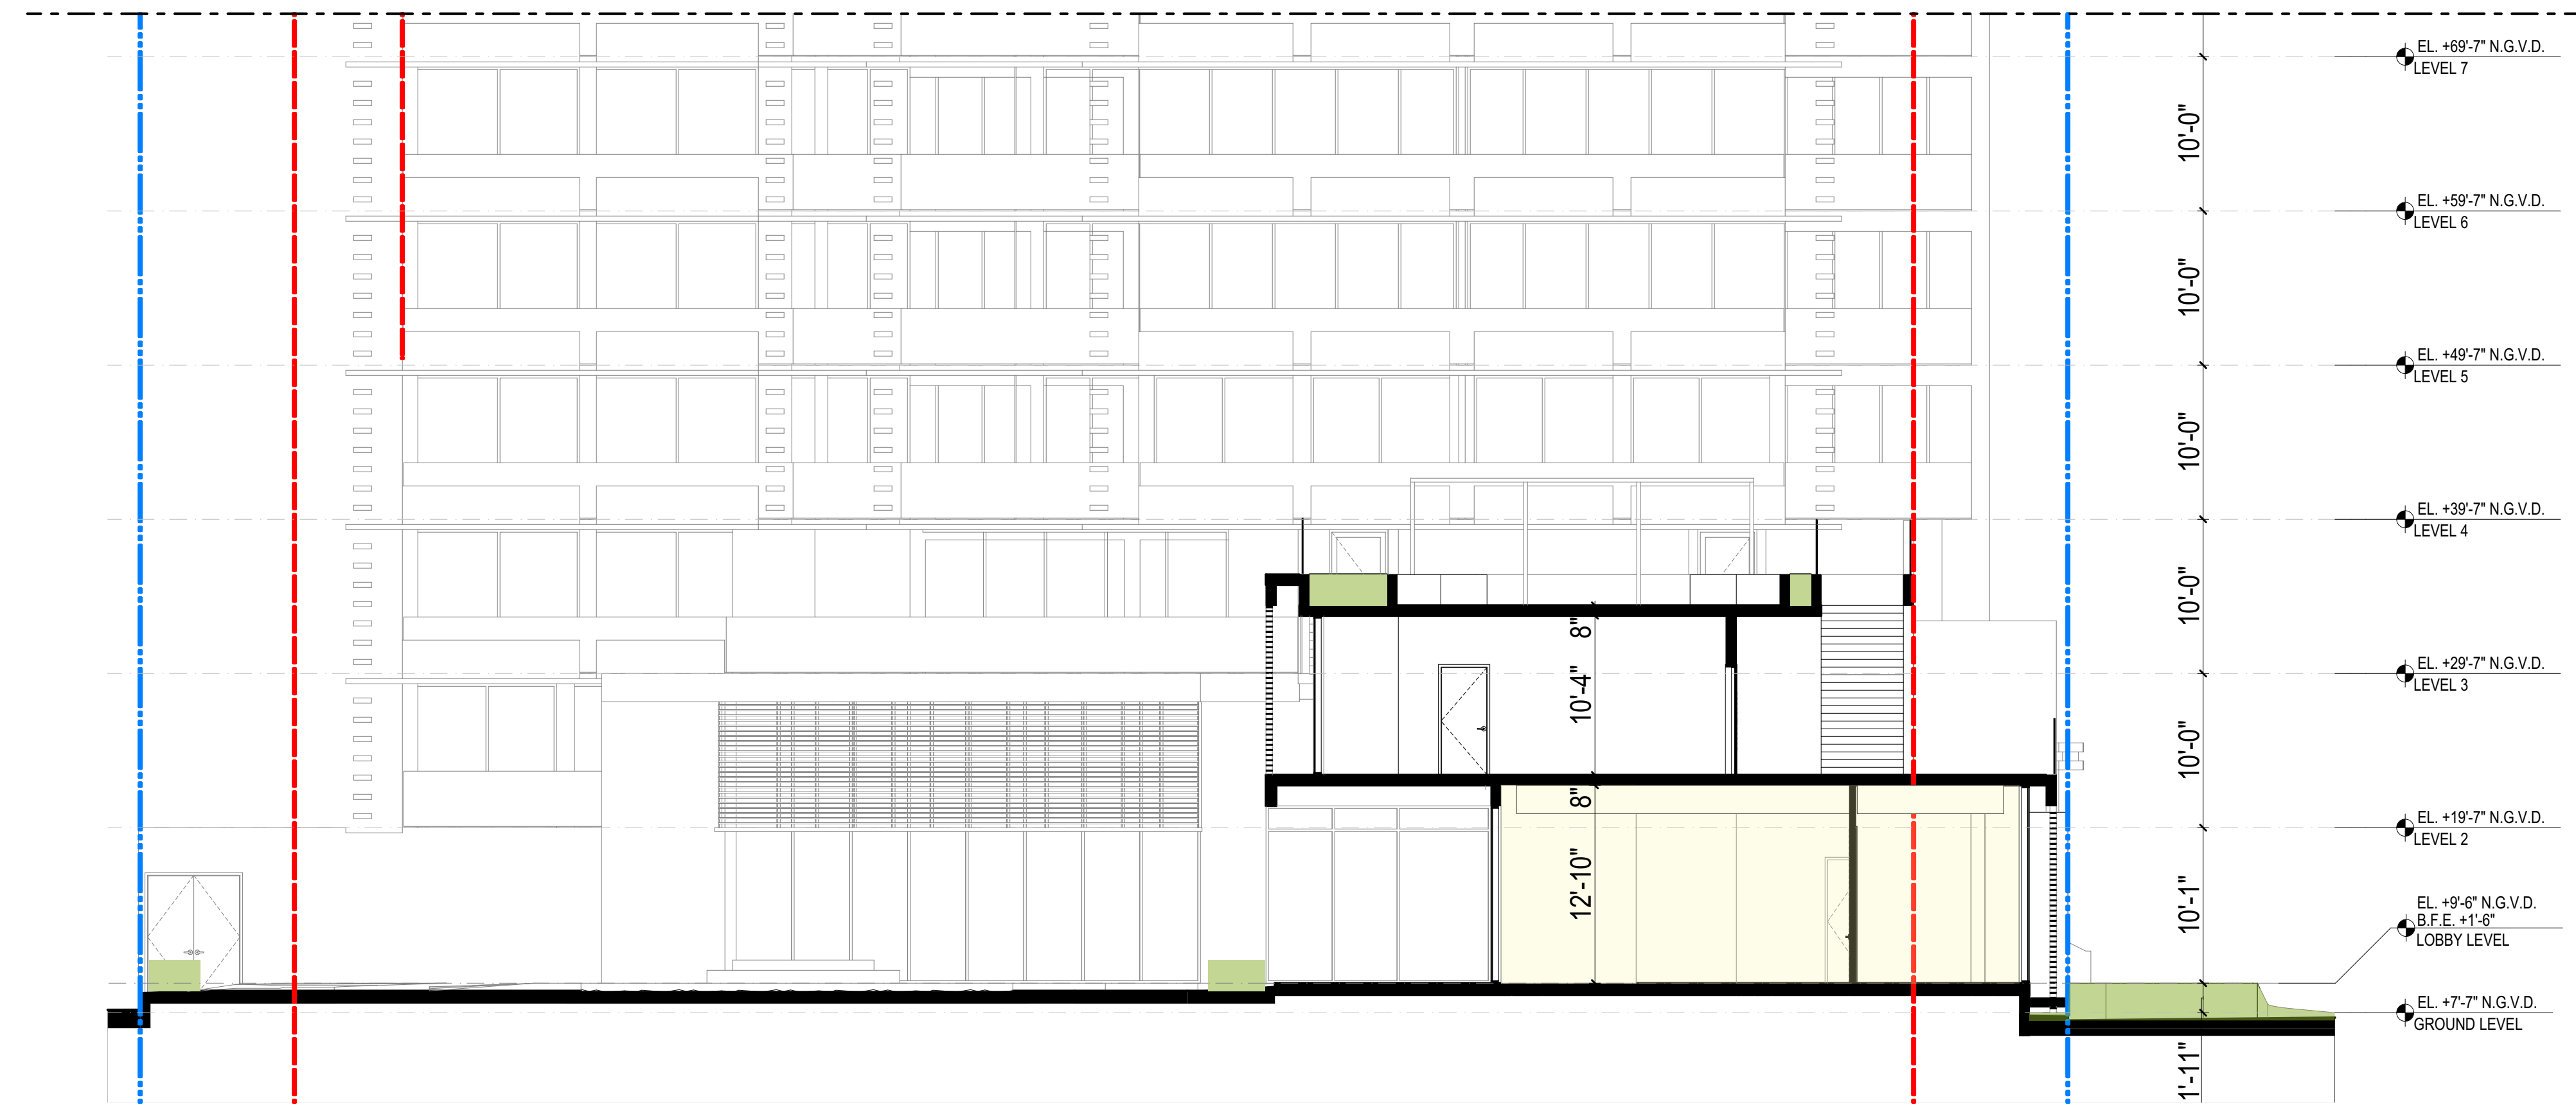 EL. +69'-7" N.G.V.D.
LEVEL 7
10'-0"
EL. +59'-7" N.G.V.D.
LEVEL 6
10'-0"
EL. +49'-7" N.G.V.D.
LEVEL 5
10'-0"
EL. +39'-7" N.G.V.D.
LEVEL 4
10'-0"
8"
EL. +29'-7" N.G.V.D.
LEVEL 3
10'-4"
10'-0"
8"
EL. +19'-7" N.G.V.D.
LEVEL 2
12'-10"
10'-1"
EL. +9'-6" N.G.V.D.
B.F.E. +1'-6"
LOBBY LEVEL
EL. +7'-7" N.G.V.D.
GROUND LEVEL
1'-11"